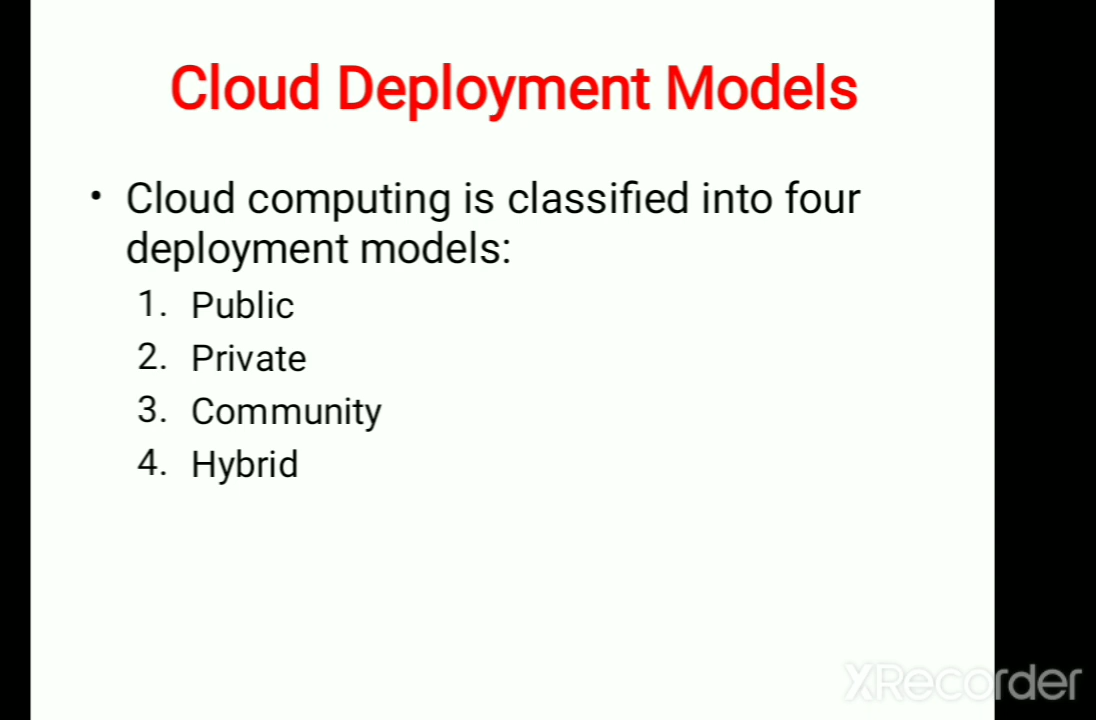 Cloud Deployment Models
• Cloud computing is classified into four
deployment models:
1. Public
2. Private
3. Community
4. Hybrid
XRecorder